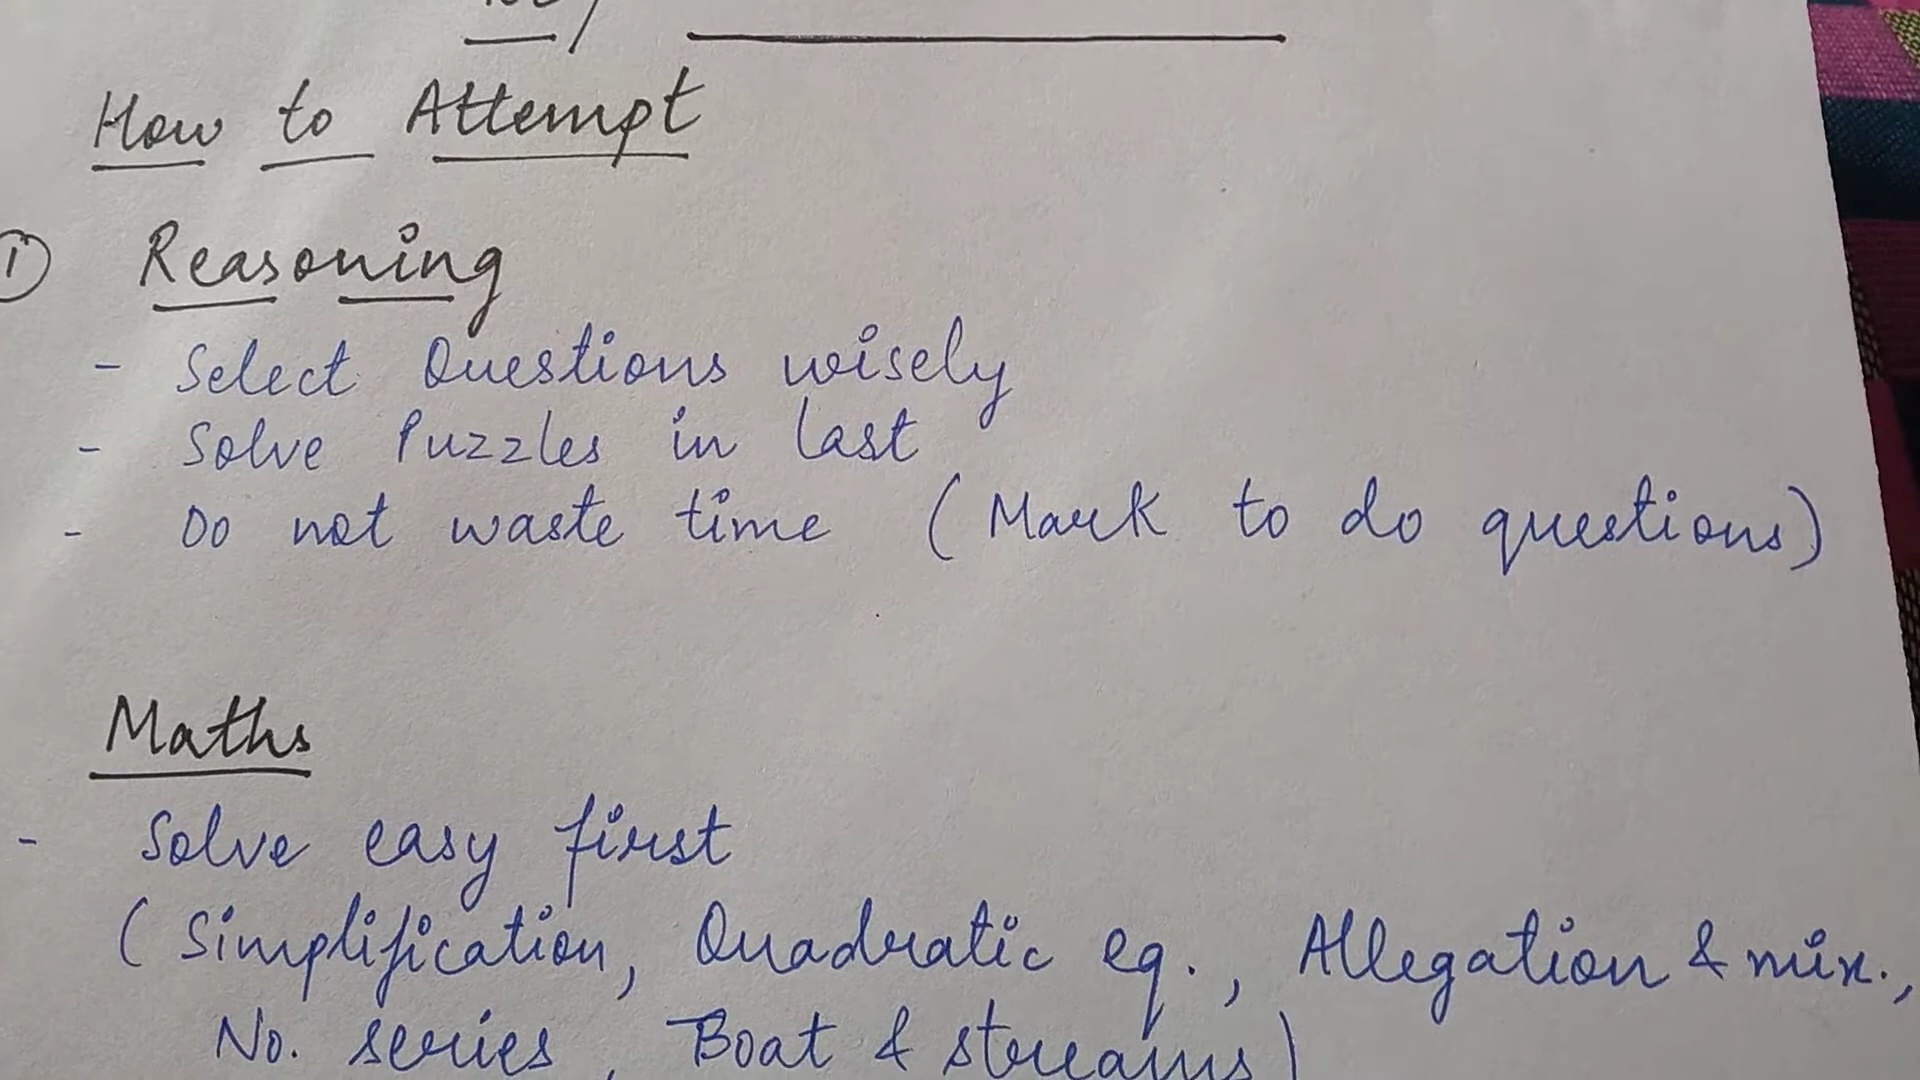 How to Attempt
① Reasoning
- Select Questions wisely
- Solve Puzzles in last
- Do not waste time (Mark to do questions)
Maths
- Solve easy first
(Simplification, Quadratic eq., Allegation & mix.,
No. series, Boat & streams)